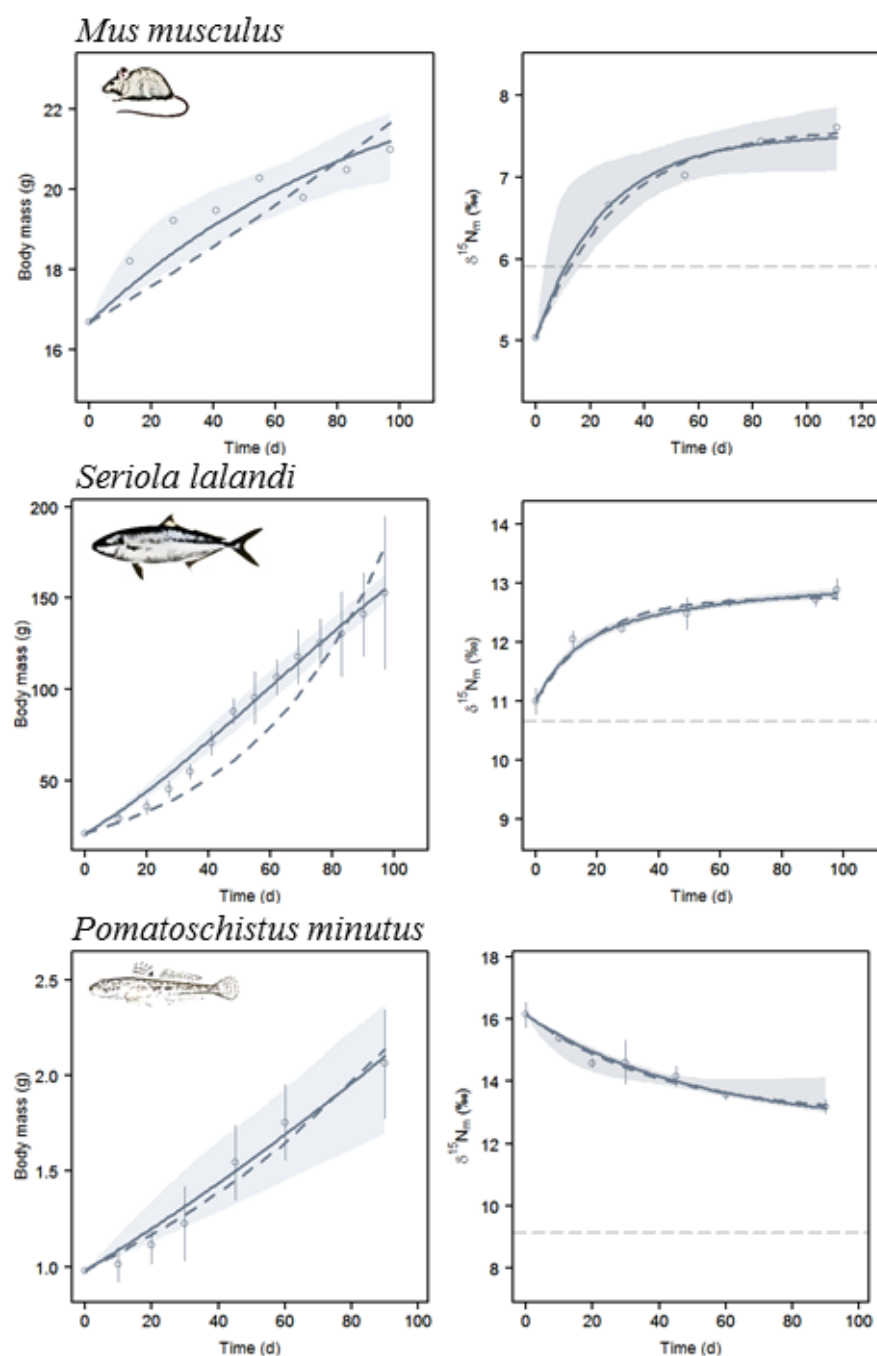 Mus musculus
Body mass (g)
22
20
18
16
0 20 40 60 80 100
Time (d)
δ15Nm (‰)
8
7
6
5
0 20 40 60 80 100 120
Time (d)
Seriola lalandi
Body mass (g)
200
150
100
50
0 20 40 60 80 100
Time (d)
δ15Nm (‰)
14
13
12
11
10
9
0 20 40 60 80 100
Time (d)
Pomatoschistus minutus
Body mass (g)
2.5
2.0
1.5
1.0
0 20 40 60 80 100
Time (d)
δ15Nm (‰)
18
16
14
12
10
8
0 20 40 60 80 100
Time (d)